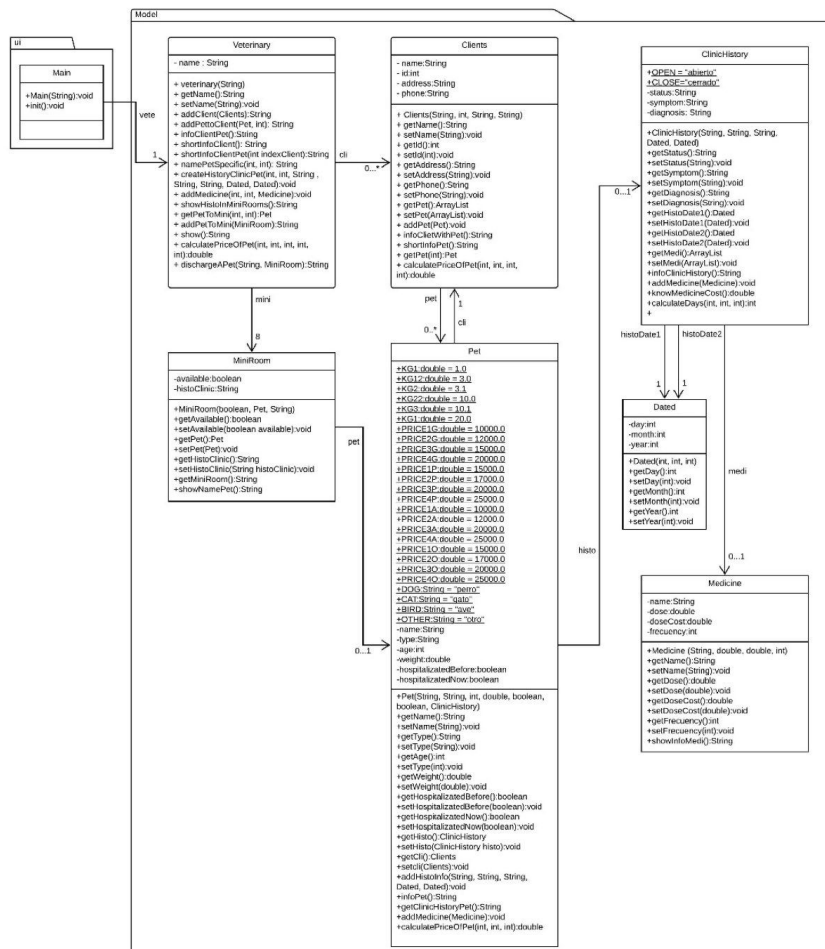 Model
ui
Main
+Main(String):void
+init():void
vete
1
Veterinary
- name : String
+ veterinary(String)
+ getName():String
+ setName(String):void
+ addClient(Clients):String
+ addPettoClient(Pet, int): String
+ infoClientPet():String
+ shortInfoClient(): String
+ shortInfoClientPet(int indexClient):String
+ namePetSpecific(int, int): String
+ createHistoryClinicPet(int, int, String ,
String, String, Dated, Dated):void
+ addMedicine(int, int, Medicine):void
+ showHistoInMiniRooms():String
+ getPetToMini(int, int):Pet
+ addPetToMini(MiniRoom):String
+ show():String
+ calculatePriceOfPet(int, int, int, int,
int):double
+ dischargeAPet(String, MiniRoom):String
cli
0...*
Clients
- name:String
- id:int
- address:String
- phone:String
+ Clients(String, int, String, String)
+ getName():String
+ setName(String):void
+ getId():int
+ setId(int):void
+ getAddress():String
+ setAddress(String):void
+ getPhone():String
+ setPhone(String):void
+ getPet():ArrayList
+ setPet(ArrayList):void
+ addPet(Pet):void
+ infoClietWithPet():String
+ shortInfoPet():String
+ getPet(int):Pet
+ calculatePriceOfPet(int, int, int,
int):double
pet
0..*
1
cli
ClinicHistory
+OPEN = "abierto"
+CLOSE="cerrado"
-status:String
-symptom:String
-diagnosis: String
+ClinicHistory(String, String, String,
Dated, Dated)
+getStatus():String
+setStatus(String):void
+getSymptom():String
+setSymptom(String):void
+getDiagnosis():String
+setDiagnosis(String):void
+getHistoDate1():Dated
+setHistoDate1(Dated):void
+getHistoDate2():Dated
+setHistoDate2(Dated):void
+getMedi():ArrayList
+setMedi(ArrayList):void
+infoClinicHistory():String
+addMedicine(Medicine):void
+knowMedicineCost():double
+calculateDays(int, int, int):int
+
0...1
histo
histoDate1
histoDate2
1
1
mini
8
MiniRoom
-available:boolean
-histoClinic:String
+MiniRoom(boolean, Pet, String)
+getAvailable():boolean
+setAvailable(boolean available):void
+getPet():Pet
+setPet(Pet):void
+getHistoClinic():String
+setHistoClinic(String histoClinic):void
+getMiniRoom():String
+showNamePet():String
pet
0...1
Pet
+KG1:double = 1.0
+KG12:double = 3.0
+KG2:double = 3.1
+KG22:double = 10.0
+KG3:double = 10.1
+KG1:double = 20.0
+PRICE1G:double = 10000.0
+PRICE2G:double = 12000.0
+PRICE3G:double = 15000.0
+PRICE4G:double = 20000.0
+PRICE1P:double = 15000.0
+PRICE2P:double = 17000.0
+PRICE3P:double = 20000.0
+PRICE4P:double = 25000.0
+PRICE1A:double = 10000.0
+PRICE2A:double = 12000.0
+PRICE3A:double = 20000.0
+PRICE4A:double = 25000.0
+PRICE1O:double = 15000.0
+PRICE2O:double = 17000.0
+PRICE3O:double = 20000.0
+PRICE4O:double = 25000.0
+DOG:String = "perro"
+CAT:String = "gato"
+BIRD:String = "ave"
+OTHER:String = "otro"
-name:String
-type:String
-age:int
-weight:double
-hospitalizatedBefore:boolean
-hospitalizatedNow:boolean
+Pet(String, String, int, double, boolean,
boolean, ClinicHistory)
+getName():String
+setName(String):void
+getType():String
+setType(String):void
+getAge():int
+setType(int):void
+getWeight():double
+setWeight(double):void
+getHospitalizatedBefore():boolean
+setHospitalizatedBefore(boolean):void
+getHospitalizatedNow():boolean
+setHospitalizatedNow(boolean):void
+getHisto():ClinicHistory
+setHisto(ClinicHistory histo):void
+getCli():Clients
+setcli(Clients):void
+addHistoInfo(String, String, String,
Dated, Dated):void
+infoPet():String
+getClinicHistoryPet():String
+addMedicine(Medicine):void
+calculatePriceOfPet(int, int, int):double
Dated
-day:int
-month:int
-year:int
+Dated(int, int, int)
+getDay():int
+setDay(int):void
+getMonth():int
+setMonth(int):void
+getYear().int
+setYear(int):void
medi
0...1
Medicine
-name:String
-dose:double
-doseCost:double
-frecuency:int
+Medicine (String, double, double, int)
+getName():String
+setName(String):void
+getDose():double
+setDose(double):void
+getDoseCost():double
+setDoseCost(double):void
+getFrecuency():int
+setFrecuency(int):void
+showInfoMedi():String